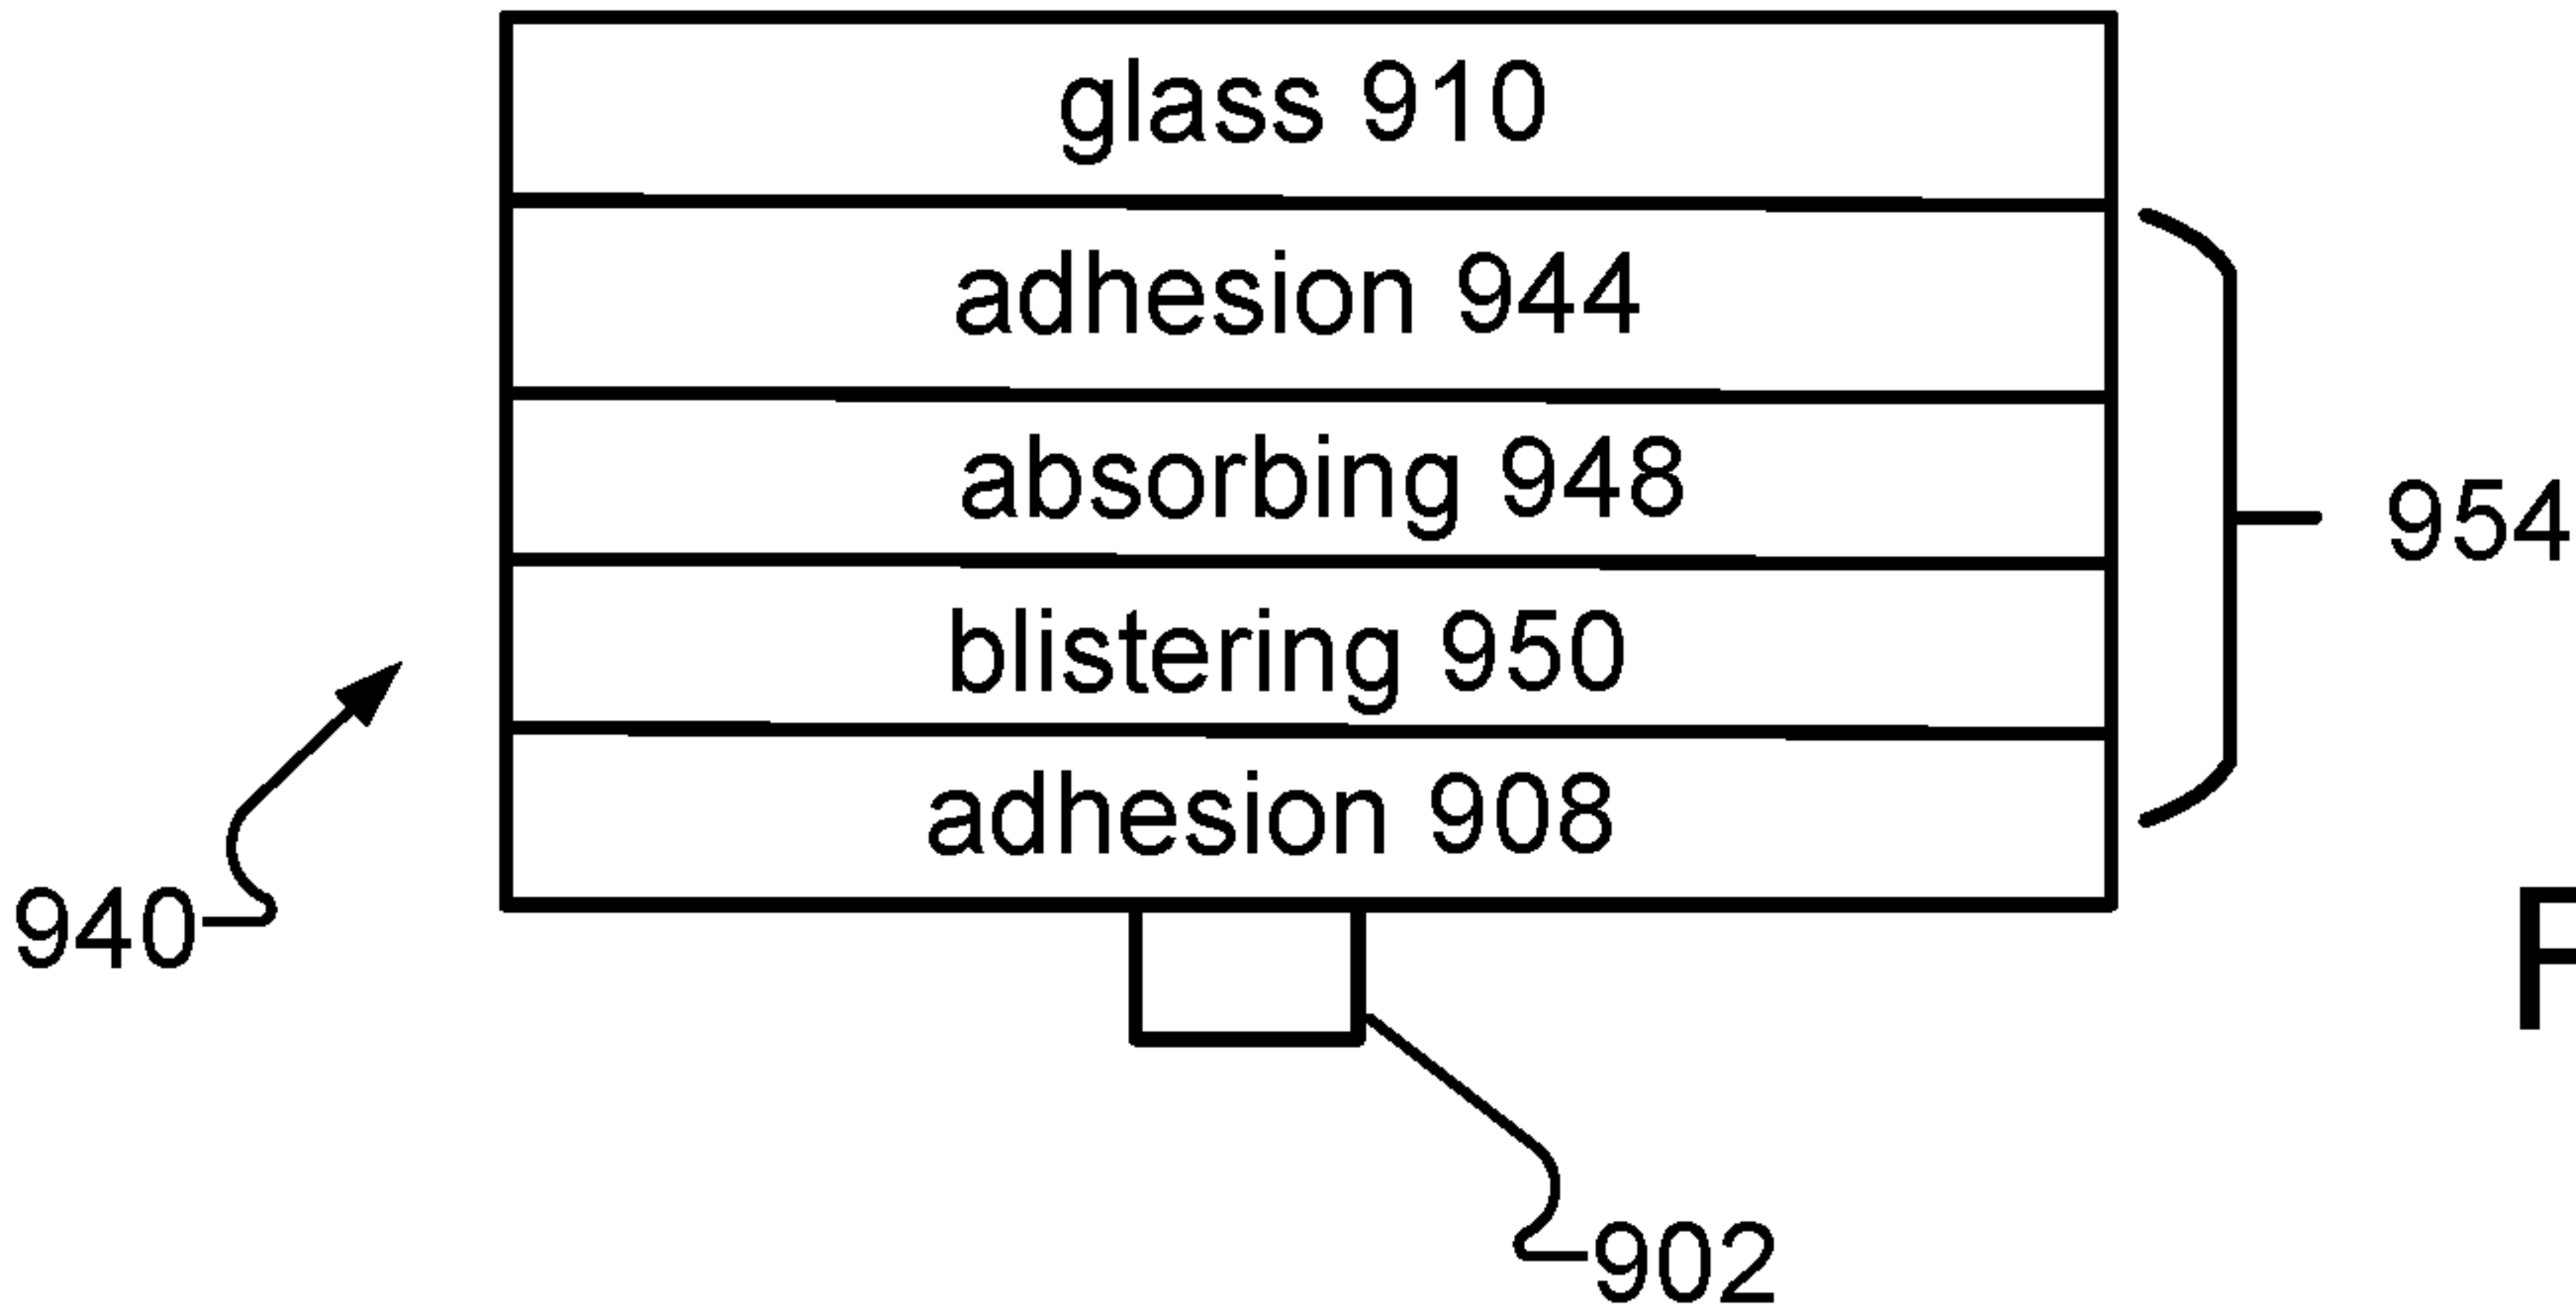 glass 910
adhesion 944
absorbing 948
954
blistering 950
adhesion 908
940
902